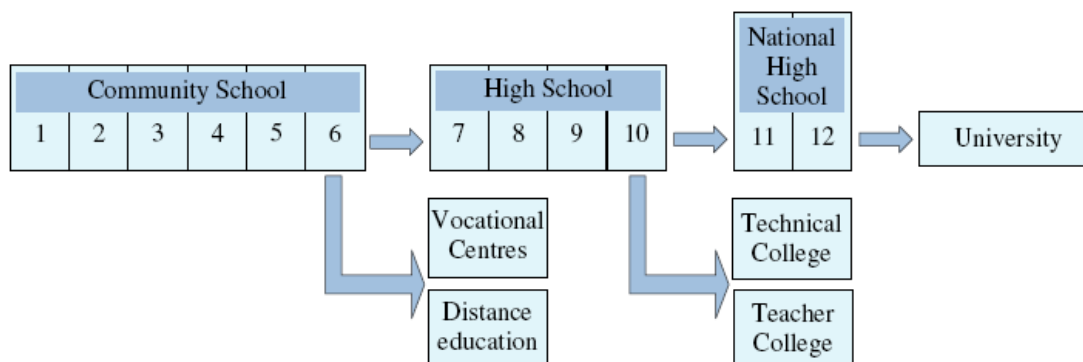 Community School
1 2 3 4 5 6
High School
7 8 9 10
National
High
School
11 12
University
Vocational
Centres
Distance
education
Technical
College
Teacher
College